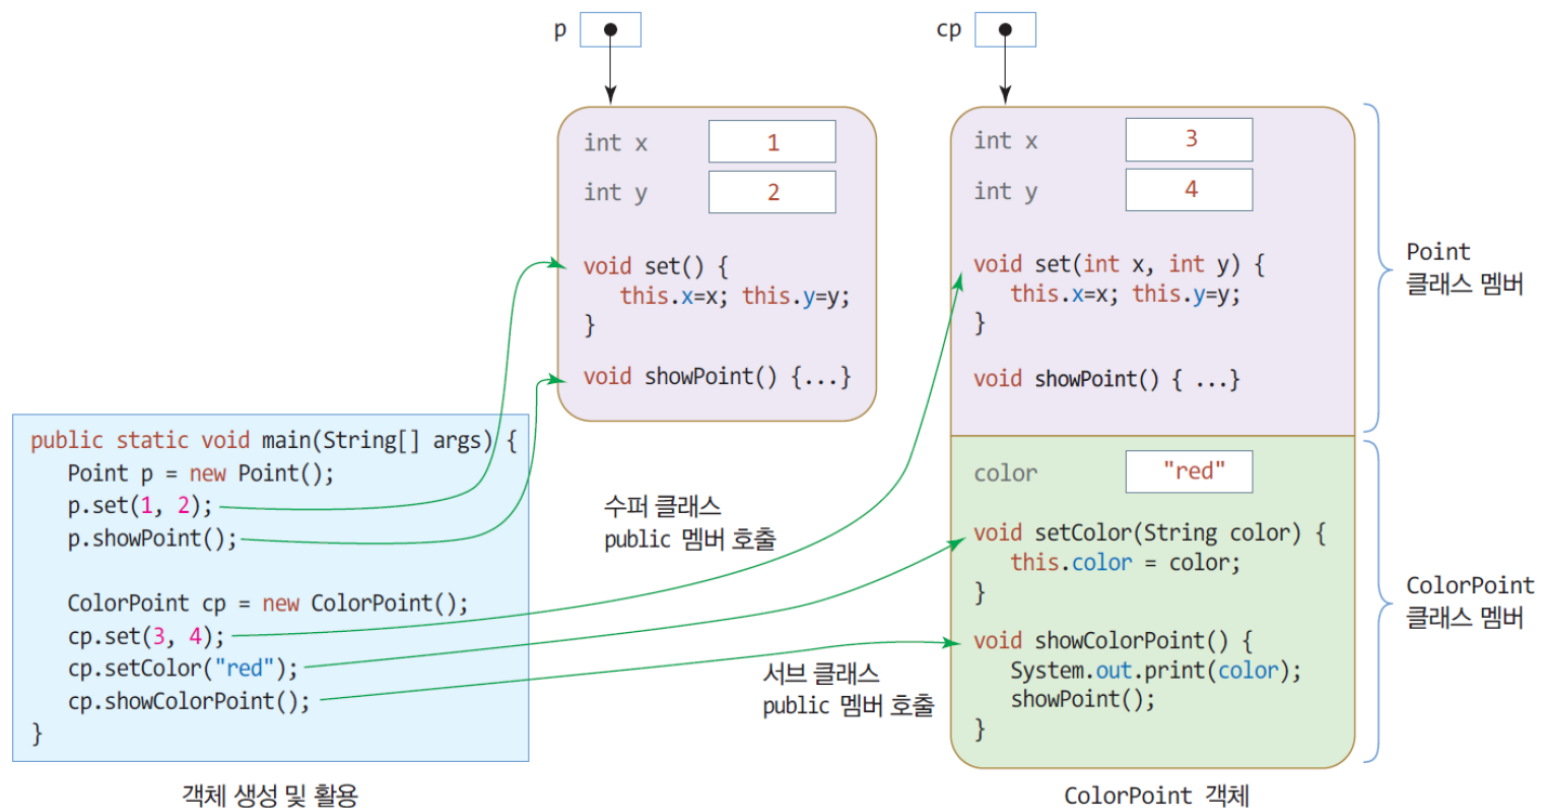 p
cp
int x
1
int y
2
void set() {
this.x=x; this.y=y;
}
void showPoint() {...}
int x
3
int y
4
void set(int x, int y) {
this.x=x; this.y=y;
}
void showPoint() { ...}
Point
클래스 멤버
public static void main(String[] args) {
Point p = new Point();
p.set(1, 2);
p.showPoint();
ColorPoint cp = new ColorPoint();
cp.set(3, 4);
cp.setColor("red");
cp.showColorPoint();
}
수퍼 클래스
public 멤버 호출
서브 클래스
public 멤버 호출
color
"red"
void setColor(String color) {
this.color = color;
}
void showColorPoint() {
System.out.print(color);
showPoint();
}
ColorPoint
클래스 멤버
객체 생성 및 활용
ColorPoint 객체